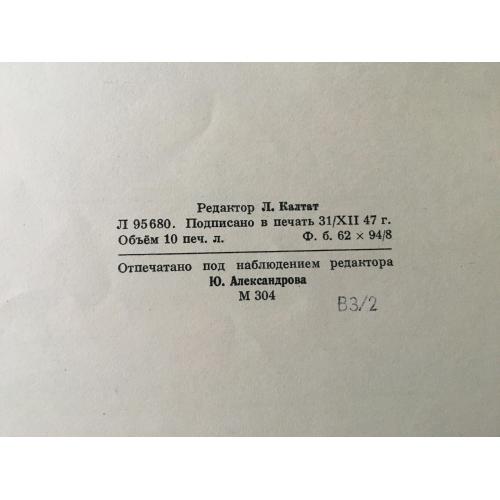 Редактор Л. Калтат
Л 95680. Подписано в печать 31/XII 47 г.
Объём 10 печ. л. Ф. б. 62 × 94/8
Отпечатано под наблюдением редактора
Ю. Александрова
М 304
В3/2